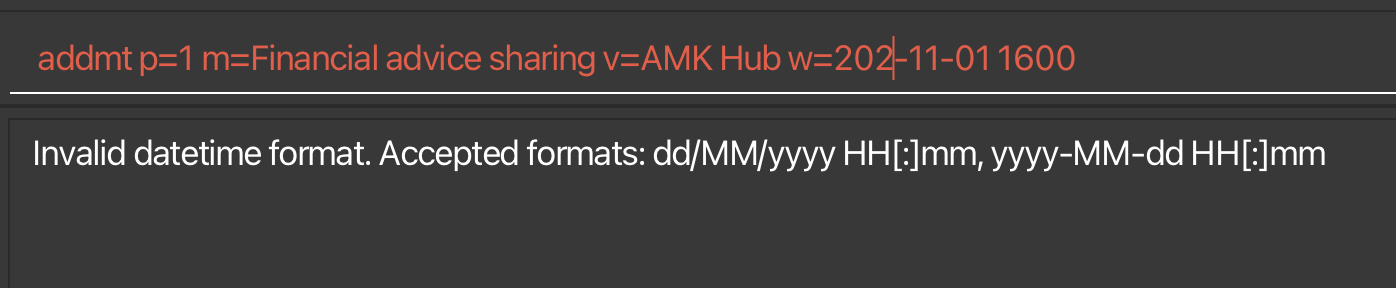 addmt p=1 m=Financial advice sharing v=AMK Hub w=202-11-01 1600
Invalid datetime format. Accepted formats: dd/MM/yyyy HH[:]mm, yyyy-MM-dd HH[:]mm